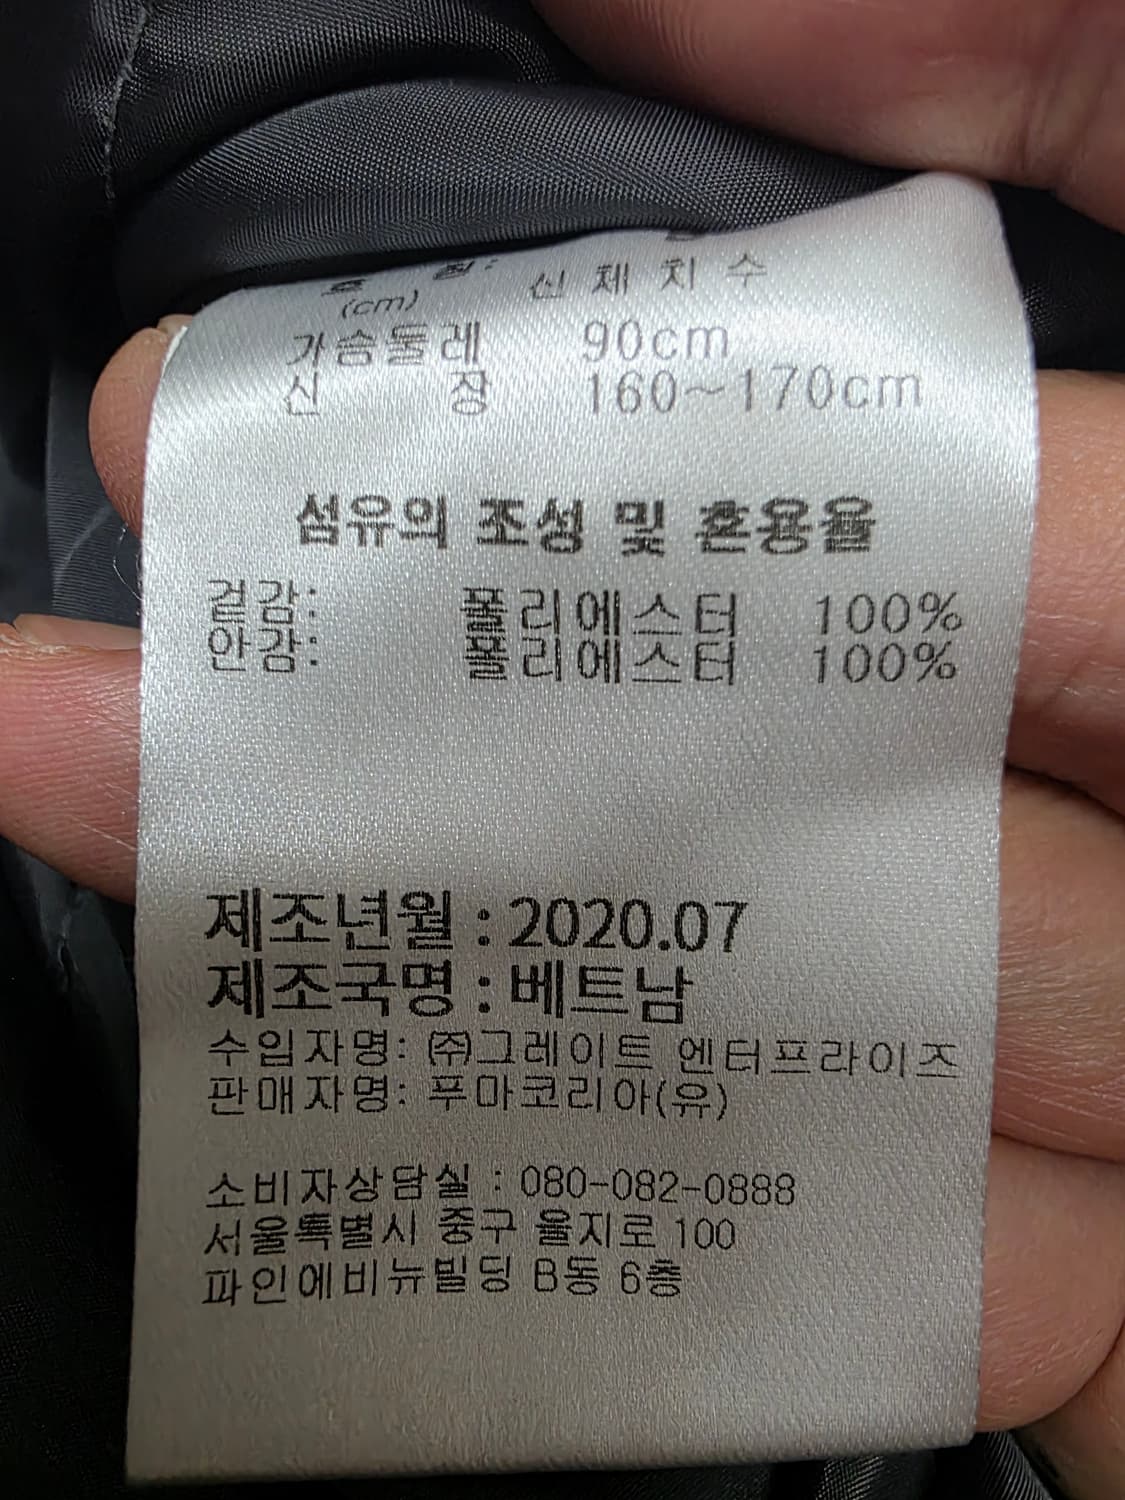 호 칭: 신체치수
(cm)
가슴둘레 90cm
신 장 160~170cm
섬유의 조성 및 혼용율
겉감: 폴리에스터 100%
안감: 폴리에스터 100%
제조년월 : 2020.07
제조국명 : 베트남
수입자명: ㈜그레이트 엔터프라이즈
판매자명: 푸마코리아(유)
소비자상담실 : 080-082-0888
서울특별시 중구 을지로 100
파인에비뉴빌딩 B동 6층